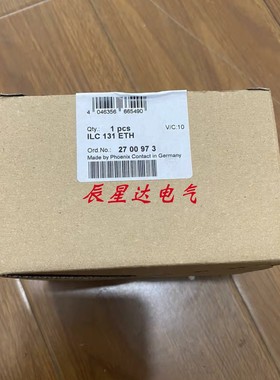 4 046356 865490
Qty.: 1 pcs
V/C.10
ILC 131 ETH
Ord.No.: 27 00 97 3
Made by Phoenix Contact in Germany
辰星达电气